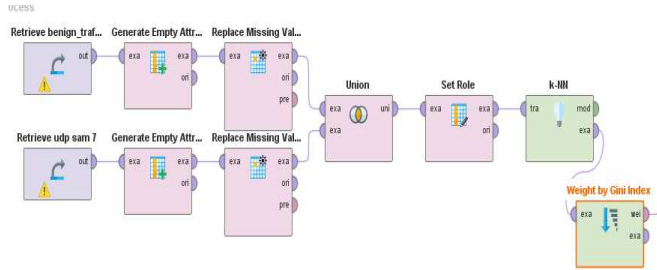 ocess
Retrieve benign_traf... Generate Empty Attr... Replace Missing Val...
out exa exa exa exa
ori ori
pre
Union Set Role k-NN
exa uni exa exa tra mod
exa ori exa
Retrieve udp sam 7 Generate Empty Attr... Replace Missing Val...
out exa exa exa exa
ori ori
pre
Weight by Gini Index
exa wei
exa